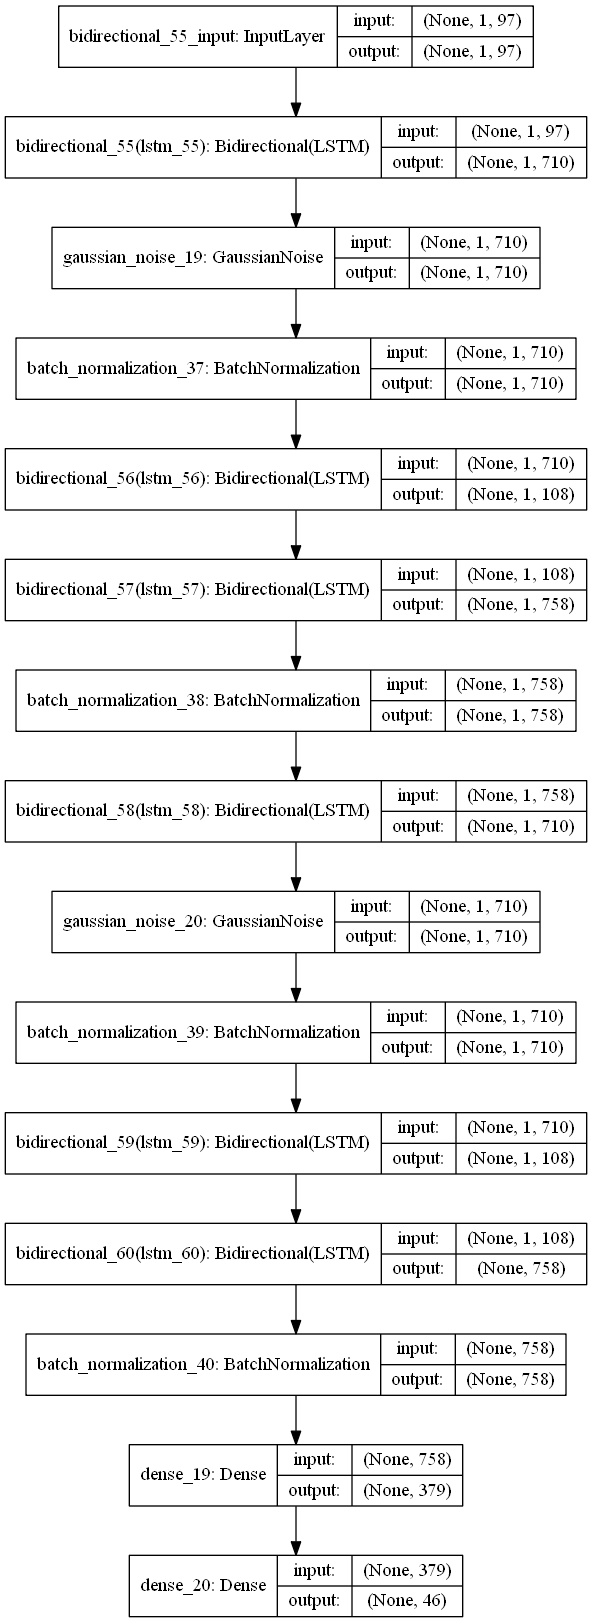 bidirectional_55_input: InputLayer
input: (None, 1, 97)
output: (None, 1, 97)
bidirectional_55(lstm_55): Bidirectional(LSTM)
input: (None, 1, 97)
output: (None, 1, 710)
gaussian_noise_19: GaussianNoise
input: (None, 1, 710)
output: (None, 1, 710)
batch_normalization_37: BatchNormalization
input: (None, 1, 710)
output: (None, 1, 710)
bidirectional_56(lstm_56): Bidirectional(LSTM)
input: (None, 1, 710)
output: (None, 1, 108)
bidirectional_57(lstm_57): Bidirectional(LSTM)
input: (None, 1, 108)
output: (None, 1, 758)
batch_normalization_38: BatchNormalization
input: (None, 1, 758)
output: (None, 1, 758)
bidirectional_58(lstm_58): Bidirectional(LSTM)
input: (None, 1, 758)
output: (None, 1, 710)
gaussian_noise_20: GaussianNoise
input: (None, 1, 710)
output: (None, 1, 710)
batch_normalization_39: BatchNormalization
input: (None, 1, 710)
output: (None, 1, 710)
bidirectional_59(lstm_59): Bidirectional(LSTM)
input: (None, 1, 710)
output: (None, 1, 108)
bidirectional_60(lstm_60): Bidirectional(LSTM)
input: (None, 1, 108)
output: (None, 758)
batch_normalization_40: BatchNormalization
input: (None, 758)
output: (None, 758)
dense_19: Dense
input: (None, 758)
output: (None, 379)
dense_20: Dense
input: (None, 379)
output: (None, 46)